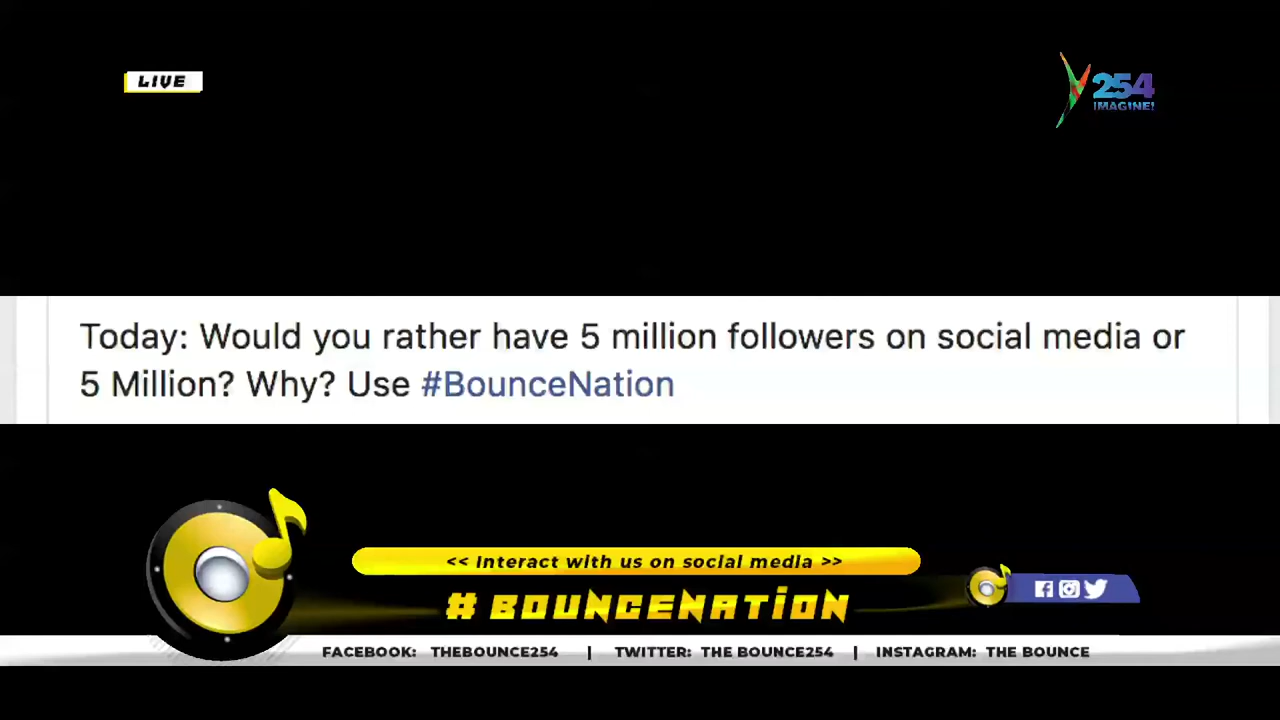 LIVE
254
IMAGINE!
Today: Would you rather have 5 million followers on social media or
5 Million? Why? Use #BounceNation
<< Interact with us on social media >>
# BOUNCENATION
FACEBOOK: THEBOUNCE254 | TWITTER: THE BOUNCE254 | INSTAGRAM: THE BOUNCE